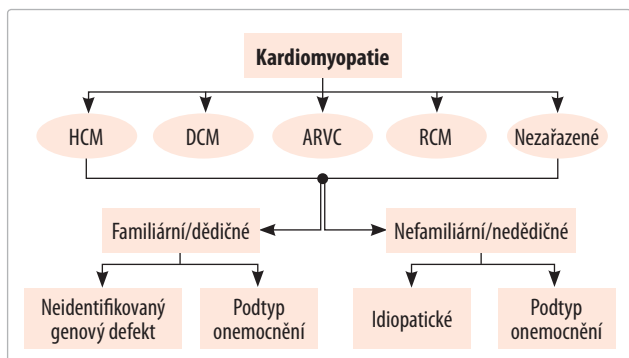 Kardiomyopatie
HCM
DCM
ARVC
RCM
Nezařazené
Familiární/dědičné
Nefamiliární/nedědičné
Neidentifikovaný
genový defekt
Podtyp
onemocnění
Idiopatické
Podtyp
onemocnění